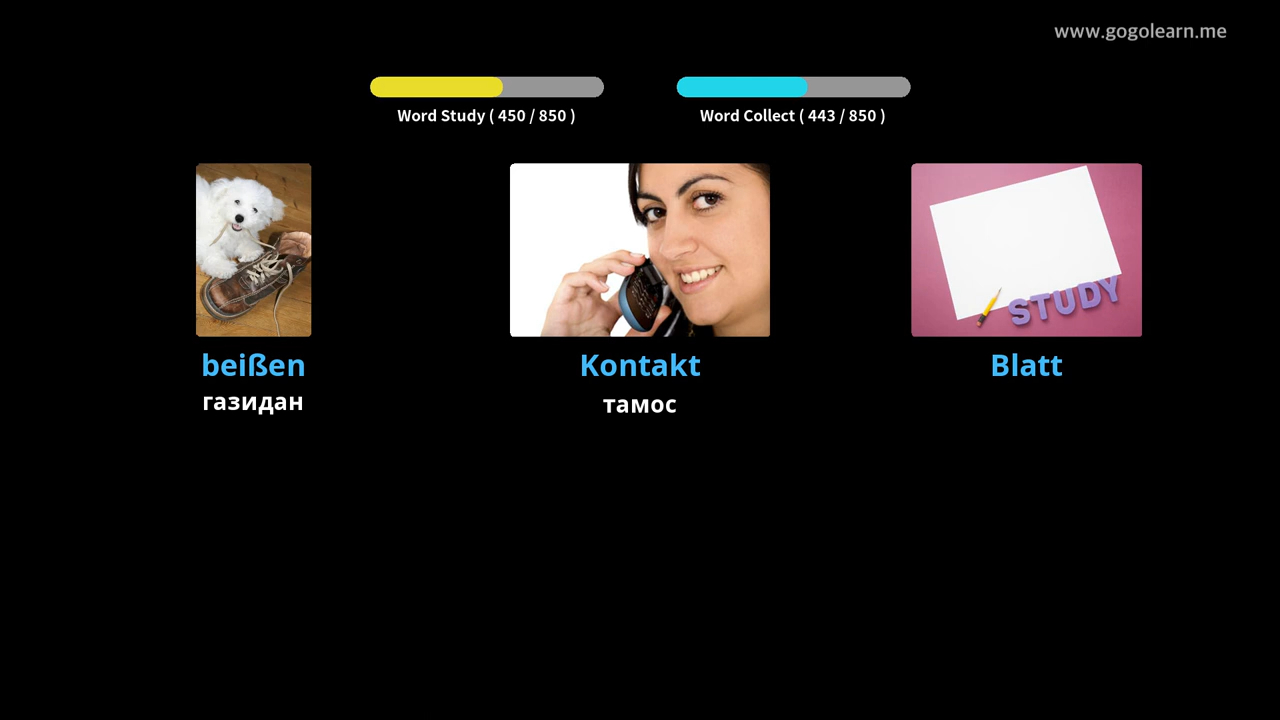 www.gogolearn.me
Word Study ( 450 / 850 )
Word Collect ( 443 / 850 )
STUDY
beißen
Kontakt
Blatt
газидан
тамос